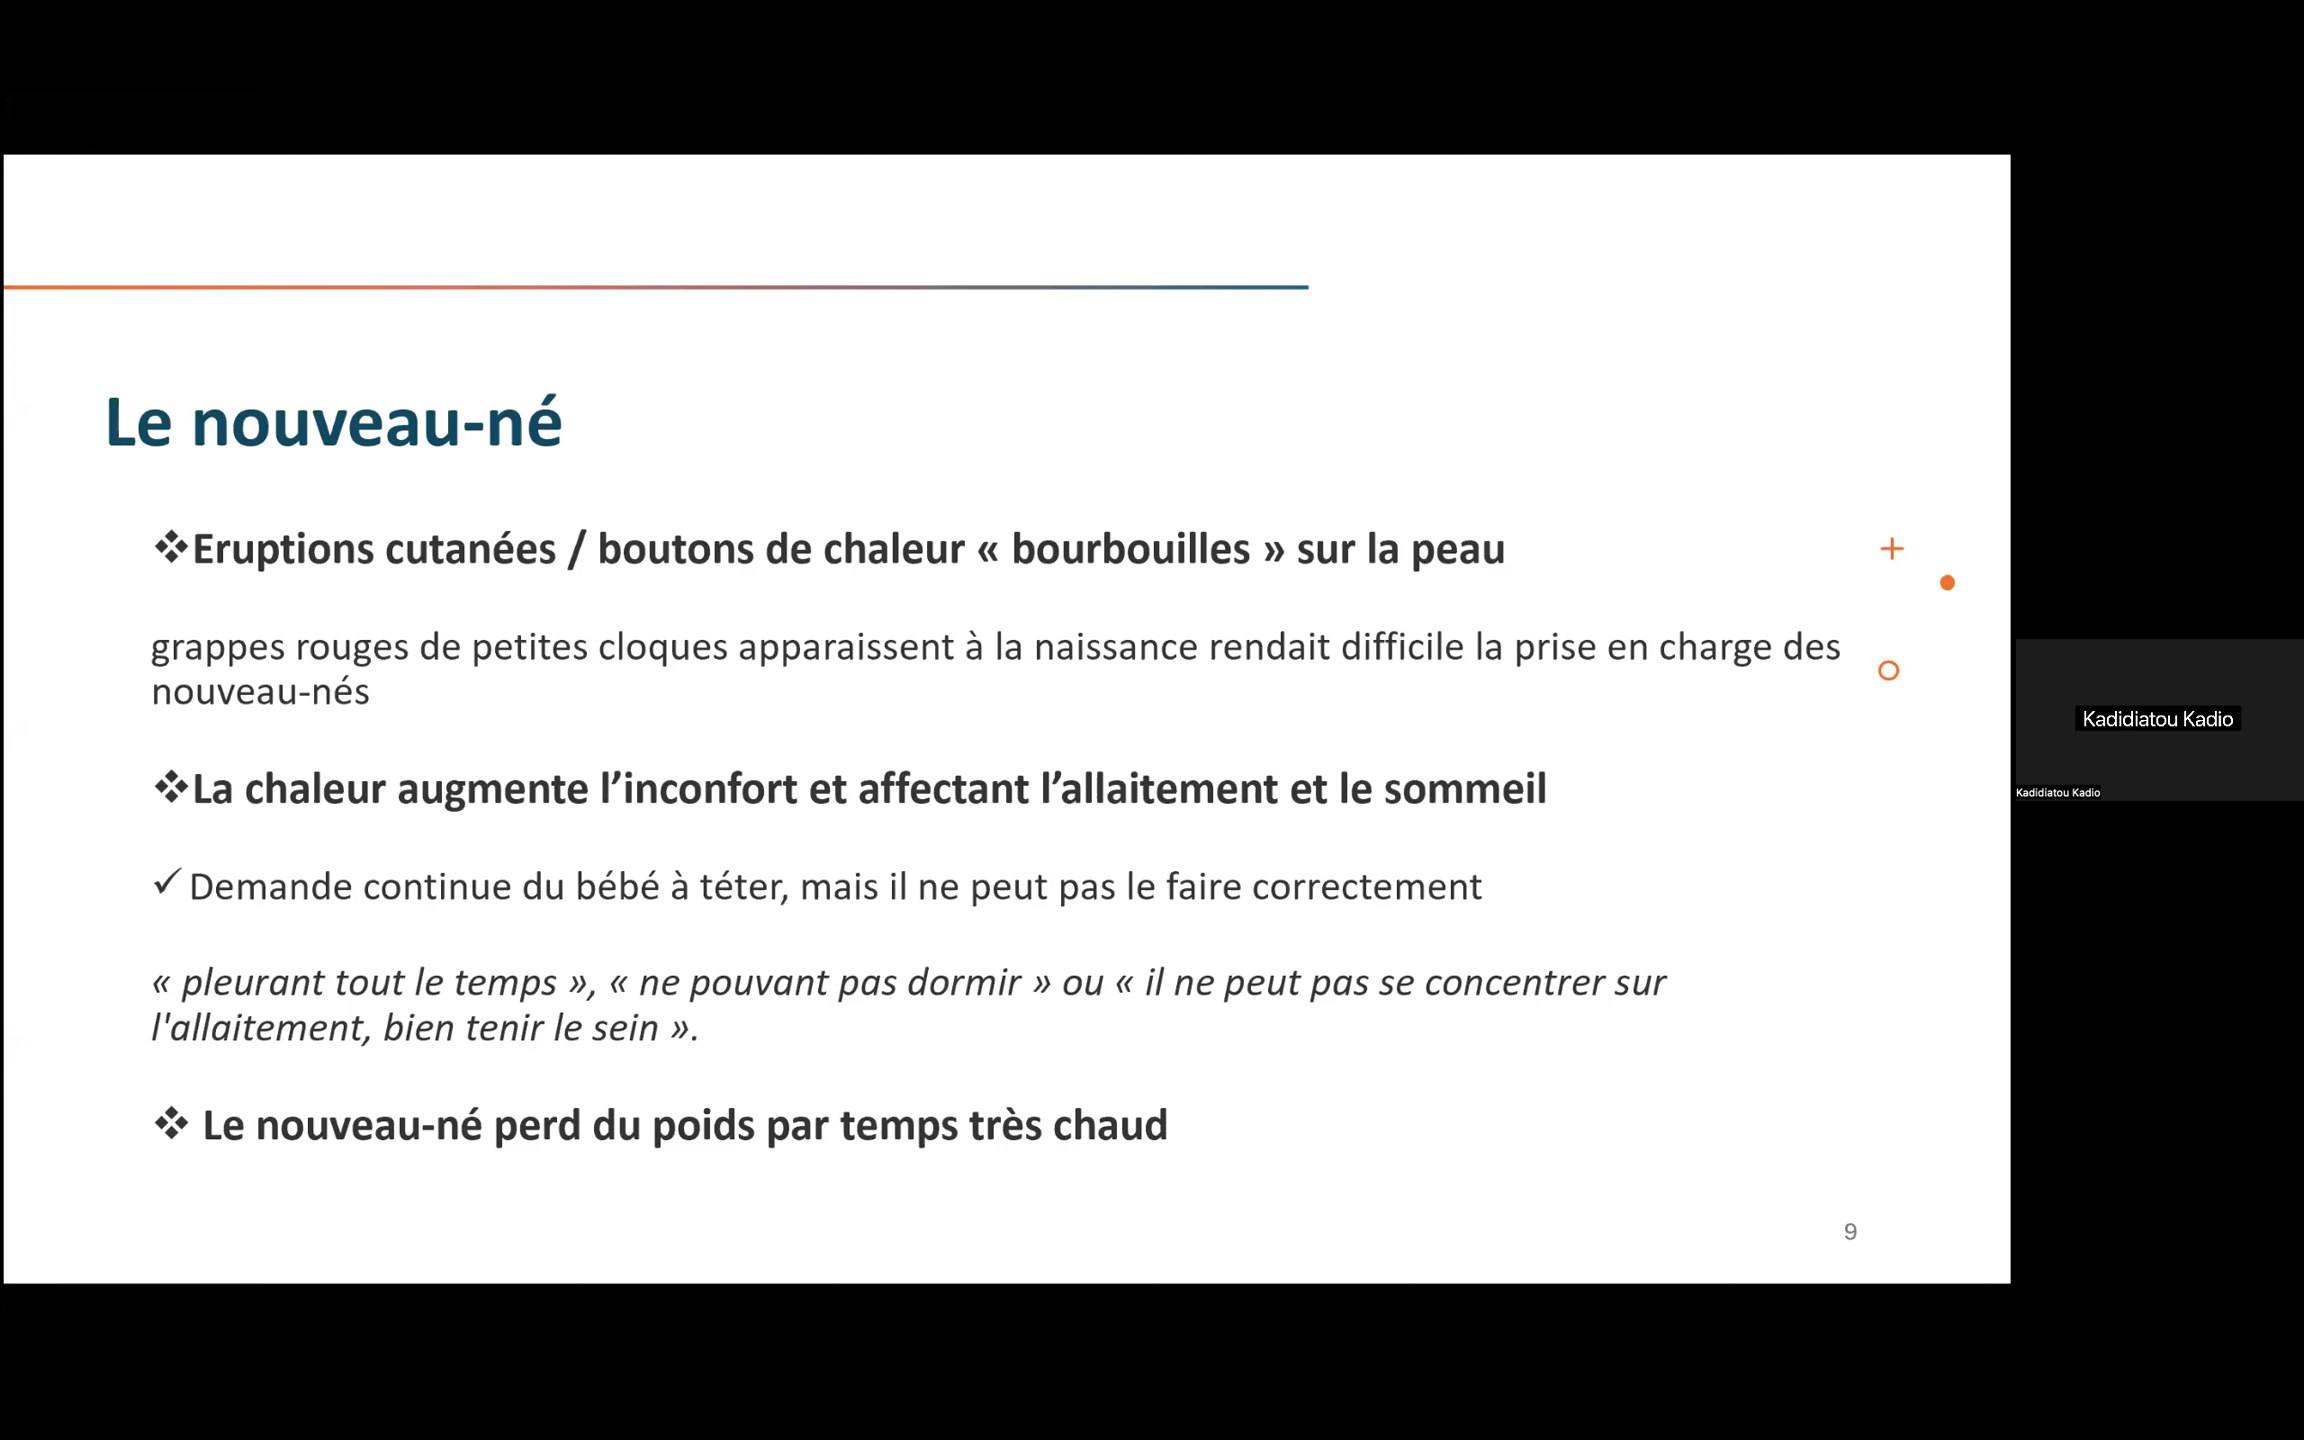 Le nouveau-né
❖Eruptions cutanées / boutons de chaleur « bourbouilles » sur la peau
grappes rouges de petites cloques apparaissent à la naissance rendait difficile la prise en charge des
nouveau-nés
❖La chaleur augmente l’inconfort et affectant l’allaitement et le sommeil
✓Demande continue du bébé à téter, mais il ne peut pas le faire correctement
« pleurant tout le temps », « ne pouvant pas dormir » ou « il ne peut pas se concentrer sur
l'allaitement, bien tenir le sein ».
❖ Le nouveau-né perd du poids par temps très chaud
9
Kadidiatou Kadio
Kadidiatou Kadio